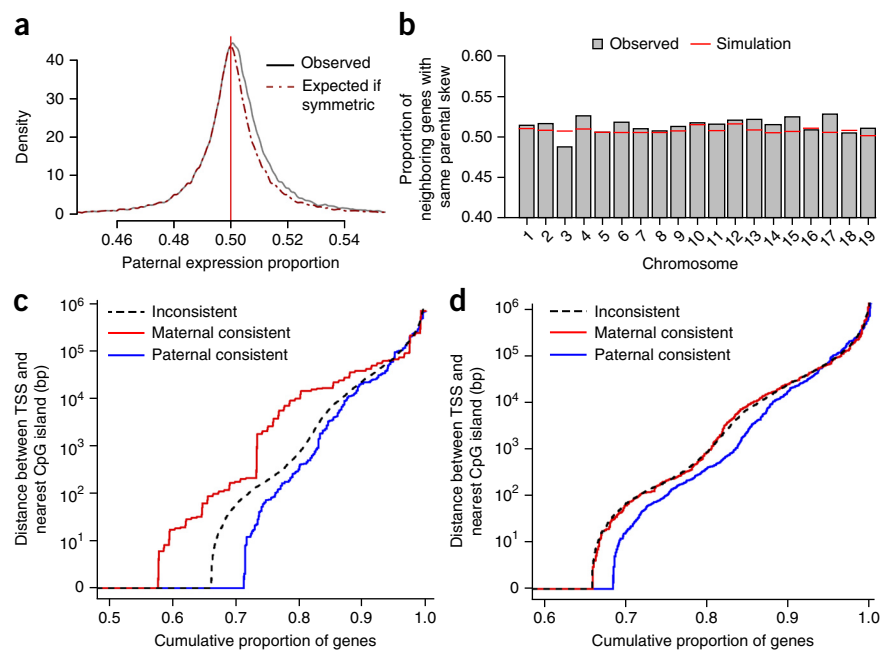 a
Density
40
30
20
10
0
0.46
0.48
0.50
0.52
0.54
Paternal expression proportion
Observed
Expected if
symmetric
b
Observed
Simulation
Proportion of
neighboring genes with
same parental skew
0.60
0.55
0.50
0.45
0.40
1
2
3
4
5
6
7
8
9
10
11
12
13
14
15
16
17
18
19
Chromosome
c
Inconsistent
Maternal consistent
Paternal consistent
Distance between TSS and
nearest CpG island (bp)
10⁶
10⁵
10⁴
10³
10²
10¹
0
0.5
0.6
0.7
0.8
0.9
1.0
Cumulative proportion of genes
d
Inconsistent
Maternal consistent
Paternal consistent
Distance between TSS and
nearest CpG island (bp)
10⁶
10⁵
10⁴
10³
10²
10¹
0
0.6
0.7
0.8
0.9
1.0
Cumulative proportion of genes